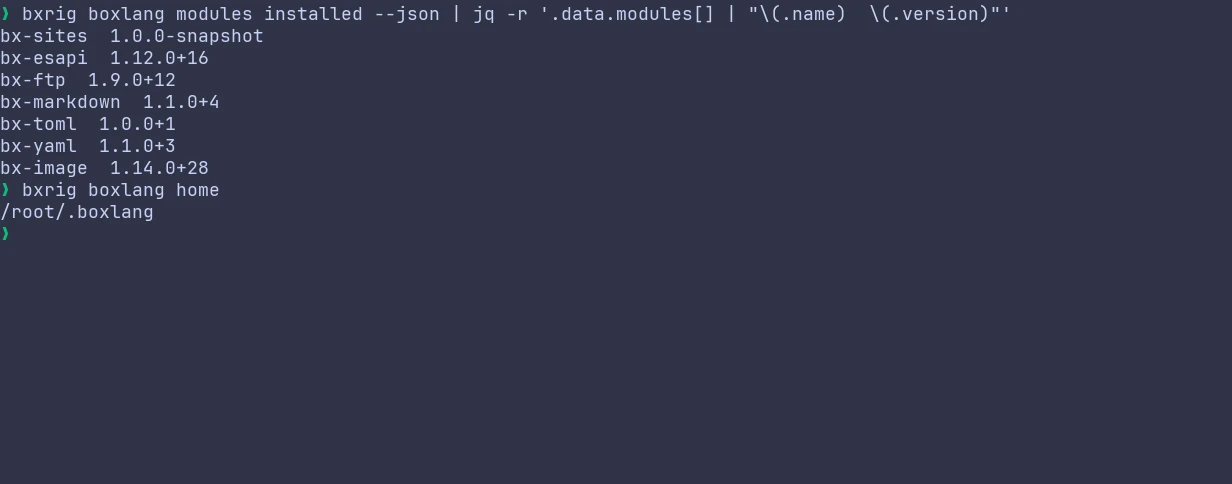 ❯ bxrig boxlang modules installed --json | jq -r '.data.modules[] | "\(.name)  \(.version)"'
bx-sites  1.0.0-snapshot
bx-esapi  1.12.0+16
bx-ftp  1.9.0+12
bx-markdown  1.1.0+4
bx-toml  1.0.0+1
bx-yaml  1.1.0+3
bx-image  1.14.0+28
❯ bxrig boxlang home
/root/.boxlang
❯